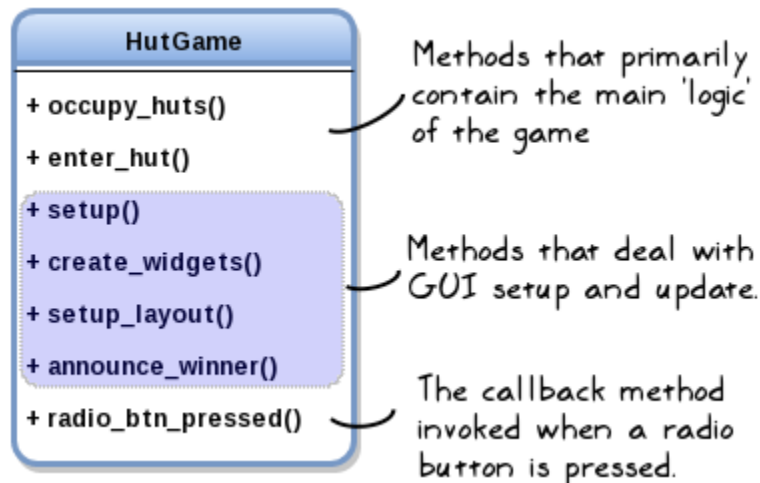 HutGame
+ occupy_huts()
+ enter_hut()
+ setup()
+ create_widgets()
+ setup_layout()
+ announce_winner()
+ radio_btn_pressed()
Methods that primarily
contain the main 'logic'
of the game
Methods that deal with
GUI setup and update.
The callback method
invoked when a radio
button is pressed.